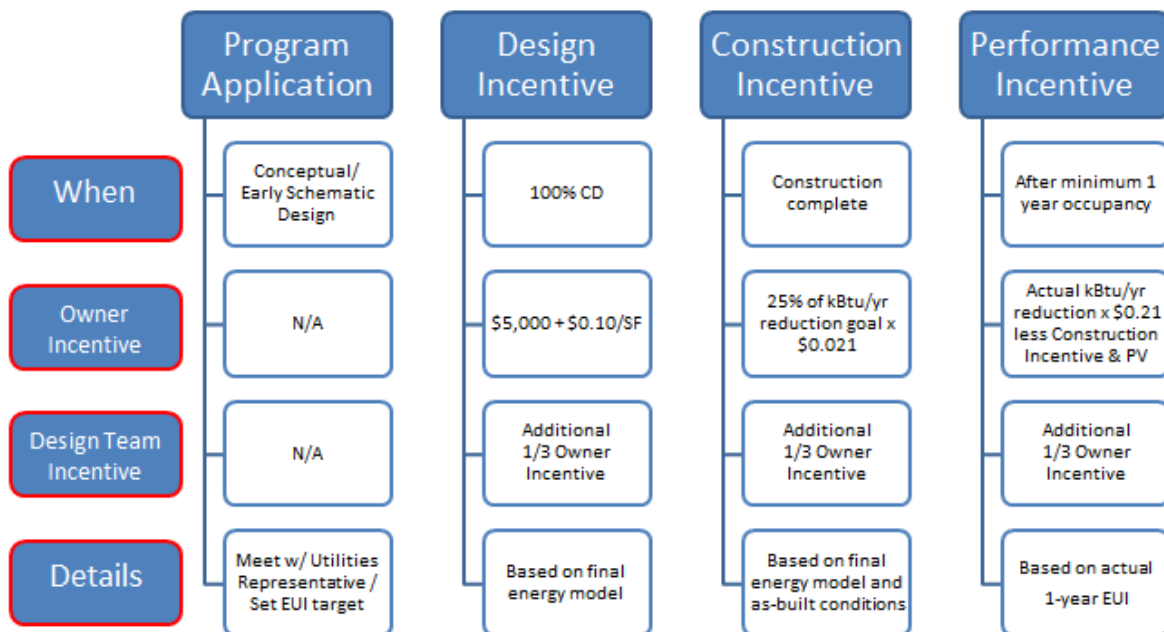 Program
Application
Design
Incentive
Construction
Incentive
Performance
Incentive
When
Conceptual/
Early Schematic
Design
100% CD
Construction
complete
After minimum 1
year occupancy
Owner
Incentive
N/A
$5,000 + $0.10/SF
25% of kBtu/yr
reduction goal x
$0.021
Actual kBtu/yr
reduction x $0.21
less Construction
Incentive & PV
Design Team
Incentive
N/A
Additional
1/3 Owner
Incentive
Additional
1/3 Owner
Incentive
Additional
1/3 Owner
Incentive
Details
Meet w/ Utilities
Representative /
Set EUI target
Based on final
energy model
Based on final
energy model and
as-built conditions
Based on actual
1-year EUI